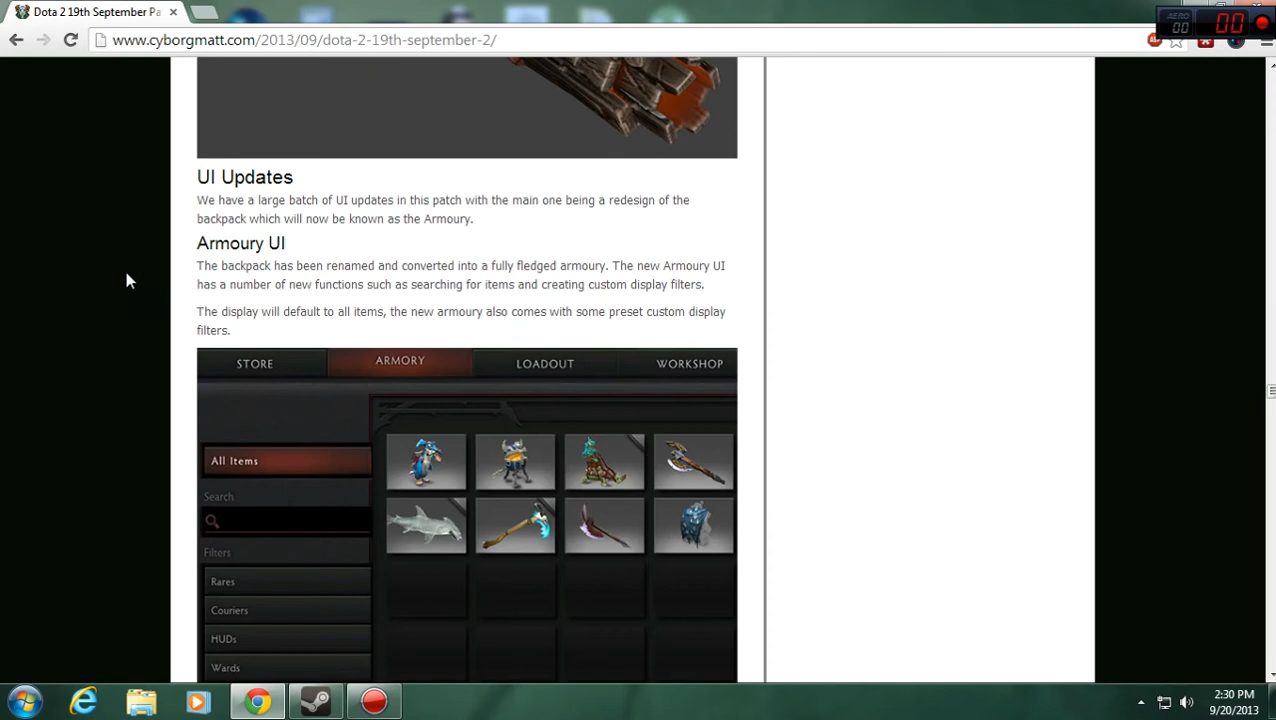 Dota 2 19th September Pa
AERO
00
00
www.cyborgmatt.com/2013/09/dota-2-19th-septem
UI Updates
We have a large batch of UI updates in this patch with the main one being a redesign of the
backpack which will now be known as the Armoury.
Armoury UI
The backpack has been renamed and converted into a fully fledged armoury. The new Armoury UI
has a number of new functions such as searching for items and creating custom display filters.
The display will default to all items, the new armoury also comes with some preset custom display
filters.
STORE ARMORY LOADOUT WORKSHOP
All Items
Search
Filters
Rares
Couriers
HUDs
Wards
2:30 PM
9/20/2013